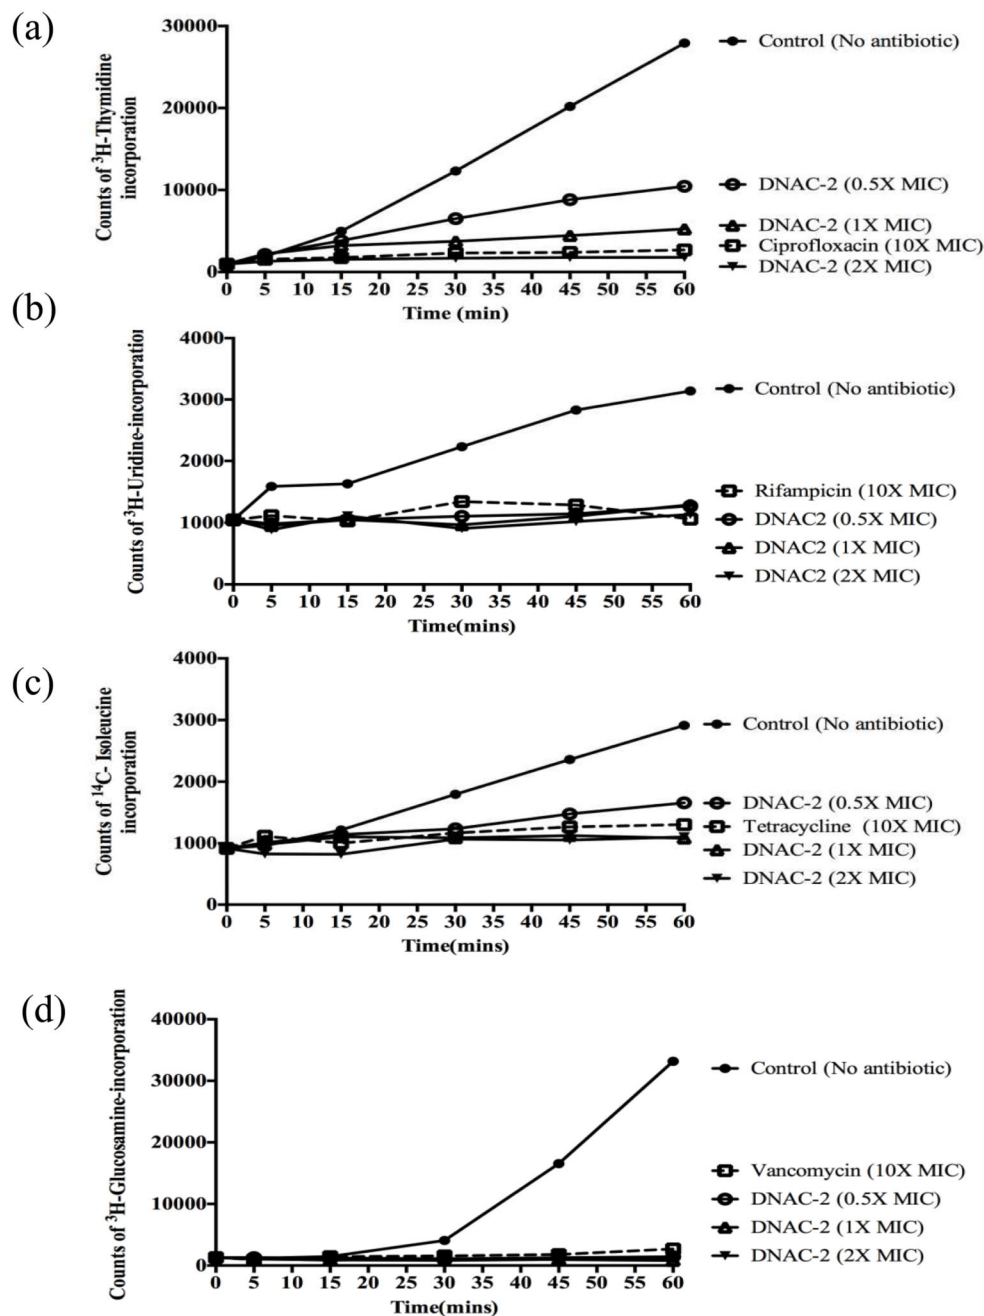 (a)
30000
20000
10000
0
Counts of ³H-Thymidine
incorporation
0 5 10 15 20 25 30 35 40 45 50 55 60
Time (min)
Control (No antibiotic)
DNAC-2 (0.5X MIC)
DNAC-2 (1X MIC)
Ciprofloxacin (10X MIC)
DNAC-2 (2X MIC)
(b)
4000
3000
2000
1000
0
Counts of ³H-Uridine-incorporation
0 5 10 15 20 25 30 35 40 45 50 55 60
Time(mins)
Control (No antibiotic)
Rifampicin (10X MIC)
DNAC2 (0.5X MIC)
DNAC2 (1X MIC)
DNAC2 (2X MIC)
(c)
4000
3000
2000
1000
0
Counts of ¹⁴C- Isoleucine
incorporation
0 5 10 15 20 25 30 35 40 45 50 55 60
Time(mins)
Control (No antibiotic)
DNAC-2 (0.5X MIC)
Tetracycline (10X MIC)
DNAC-2 (1X MIC)
DNAC-2 (2X MIC)
(d)
40000
30000
20000
10000
0
Counts of ³H-Glucosamine-incorporation
0 5 10 15 20 25 30 35 40 45 50 55 60
Time(mins)
Control (No antibiotic)
Vancomycin (10X MIC)
DNAC-2 (0.5X MIC)
DNAC-2 (1X MIC)
DNAC-2 (2X MIC)